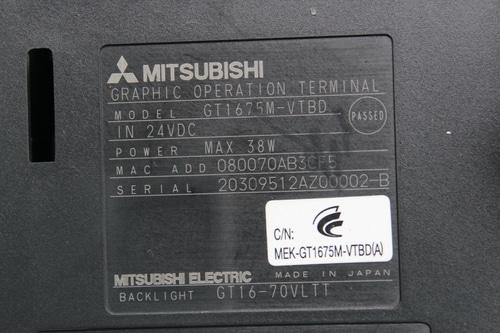 MITSUBISHI
GRAPHIC OPERATION TERMINAL
MODEL GT1675M-VTBD
IN 24VDC
PASSED
POWER MAX 38W
MAC ADD 080070AB3CF5
SERIAL 20309512AZ00002-B
C/N:
MEK-GT1675M-VTBD(A)
MITSUBISHI ELECTRIC MADE IN JAPAN
BACKLIGHT GT16-70VLTT